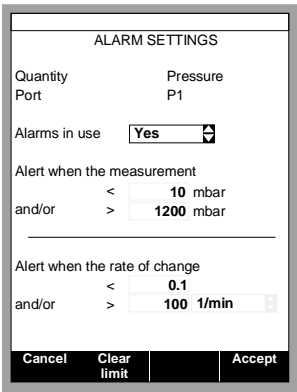 ALARM SETTINGS
Quantity Pressure
Port P1
Alarms in use Yes
Alert when the measurement
< 10 mbar
and/or > 1200 mbar
Alert when the rate of change
< 0.1
and/or > 100 1/min
Cancel Clear limit Accept